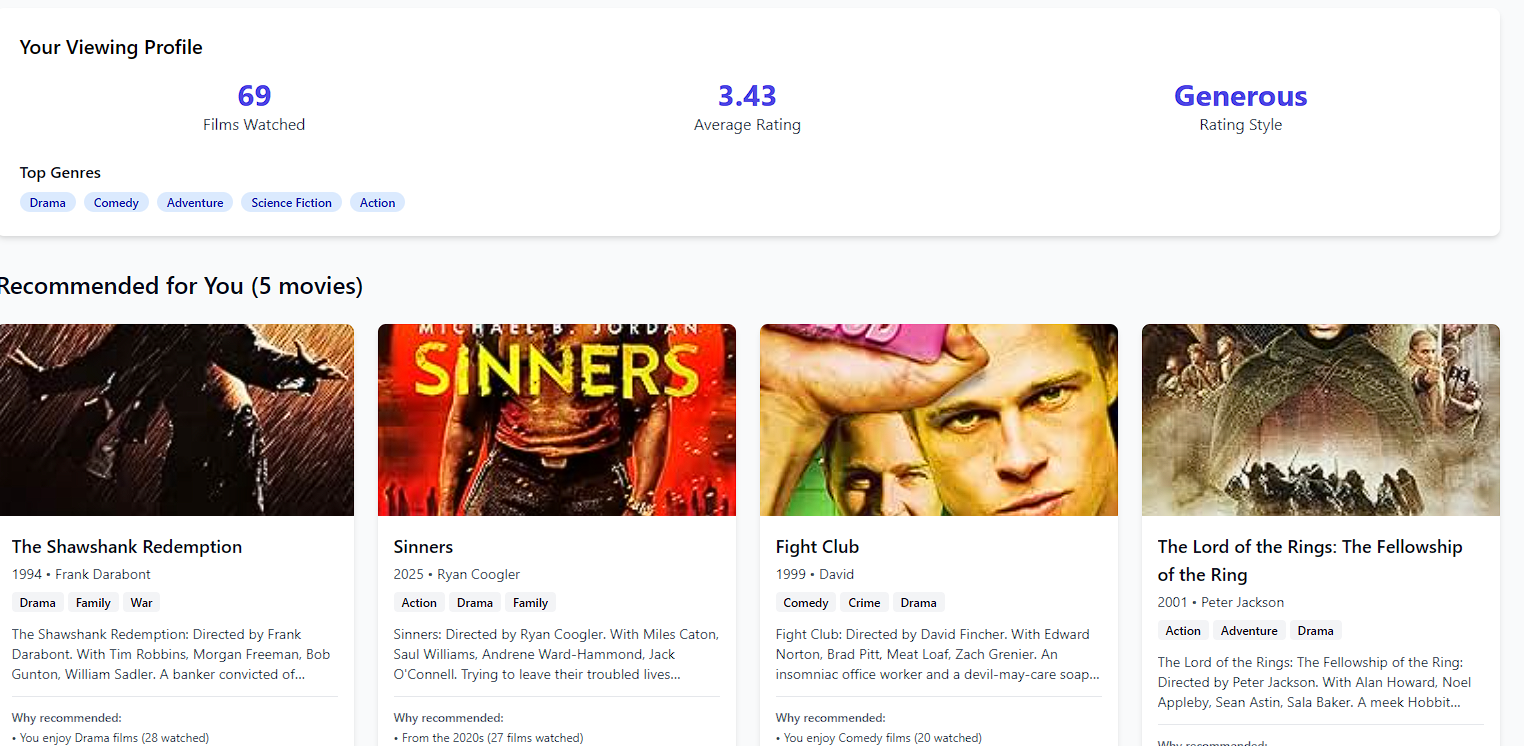 Your Viewing Profile
69
Films Watched
3.43
Average Rating
Generous
Rating Style
Top Genres
Drama
Comedy
Adventure
Science Fiction
Action
Recommended for You (5 movies)
The Shawshank Redemption
1994 • Frank Darabont
Drama
Family
War
The Shawshank Redemption: Directed by Frank
Darabont. With Tim Robbins, Morgan Freeman, Bob
Gunton, William Sadler. A banker convicted of...
Why recommended:
• You enjoy Drama films (28 watched)
MICHAEL B. JORDAN
SINNERS
Sinners
2025 • Ryan Coogler
Action
Drama
Family
Sinners: Directed by Ryan Coogler. With Miles Caton,
Saul Williams, Andrene Ward-Hammond, Jack
O'Connell. Trying to leave their troubled lives...
Why recommended:
• From the 2020s (27 films watched)
Fight Club
1999 • David
Comedy
Crime
Drama
Fight Club: Directed by David Fincher. With Edward
Norton, Brad Pitt, Meat Loaf, Zach Grenier. An
insomniac office worker and a devil-may-care soap...
Why recommended:
• You enjoy Comedy films (20 watched)
The Lord of the Rings: The Fellowship
of the Ring
2001 • Peter Jackson
Action
Adventure
Drama
The Lord of the Rings: The Fellowship of the Ring:
Directed by Peter Jackson. With Alan Howard, Noel
Appleby, Sean Astin, Sala Baker. A meek Hobbit...
Why recommended: